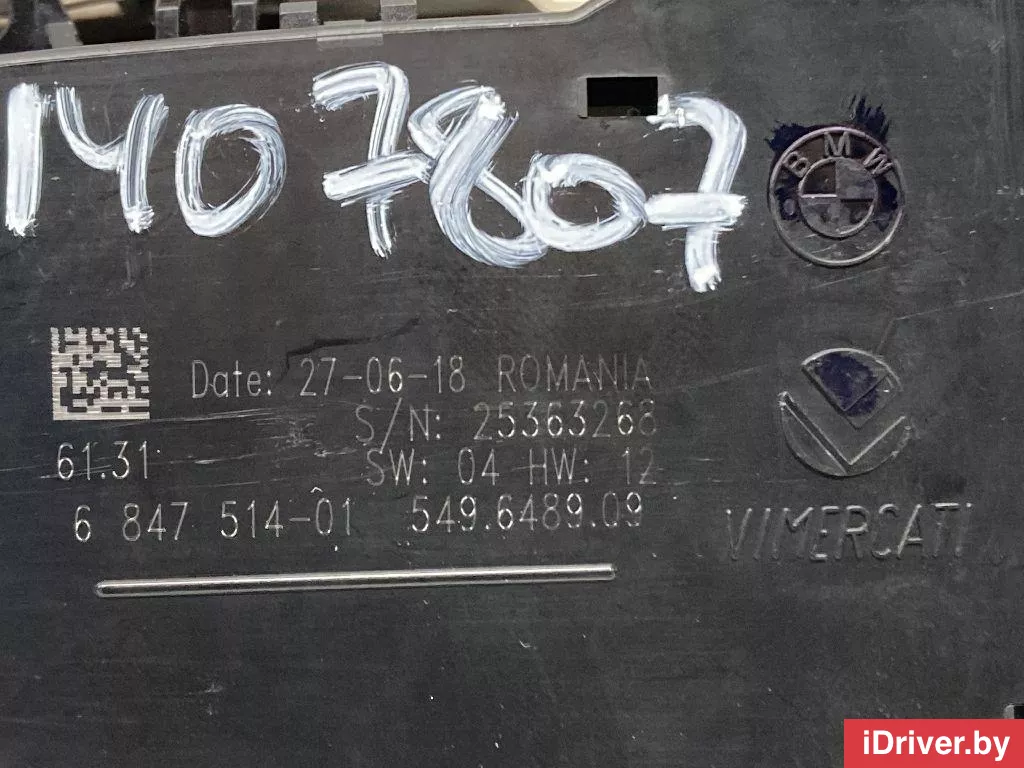 1407807
BMW
Date: 27-06-18 ROMANIA
S/N: 25363268
61.31
SW: 04 HW: 12
6 847 514-01 549.6489.09
VIMERCATI
iDriver.by